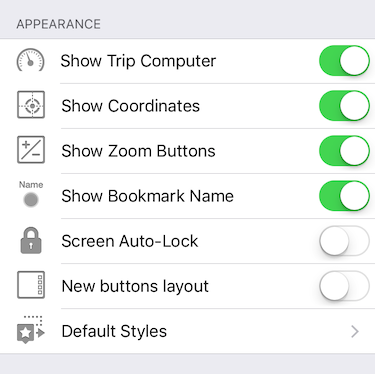 APPEARANCE
Show Trip Computer
Show Coordinates
Show Zoom Buttons
Name
Show Bookmark Name
Screen Auto-Lock
New buttons layout
Default Styles